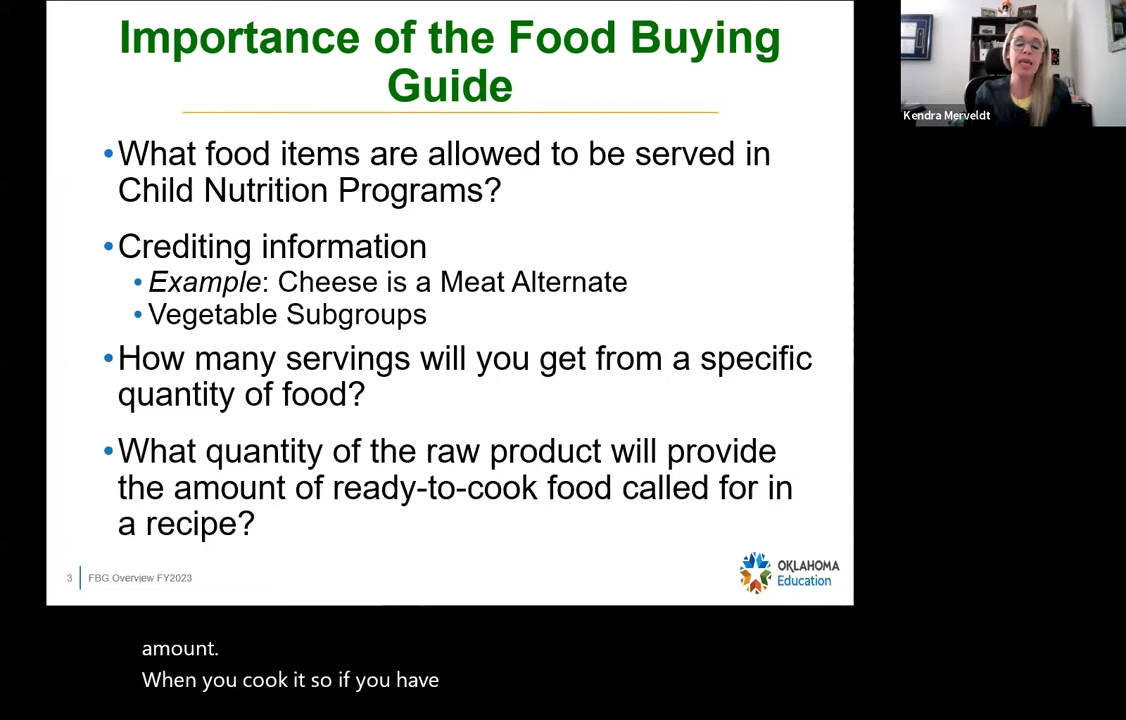 Importance of the Food Buying
Guide
•What food items are allowed to be served in
Child Nutrition Programs?
•Crediting information
•Example: Cheese is a Meat Alternate
•Vegetable Subgroups
•How many servings will you get from a specific
quantity of food?
•What quantity of the raw product will provide
the amount of ready-to-cook food called for in
a recipe?
3
FBG Overview FY2023
OKLAHOMA
Education
Kendra Merveldt
amount.
When you cook it so if you have